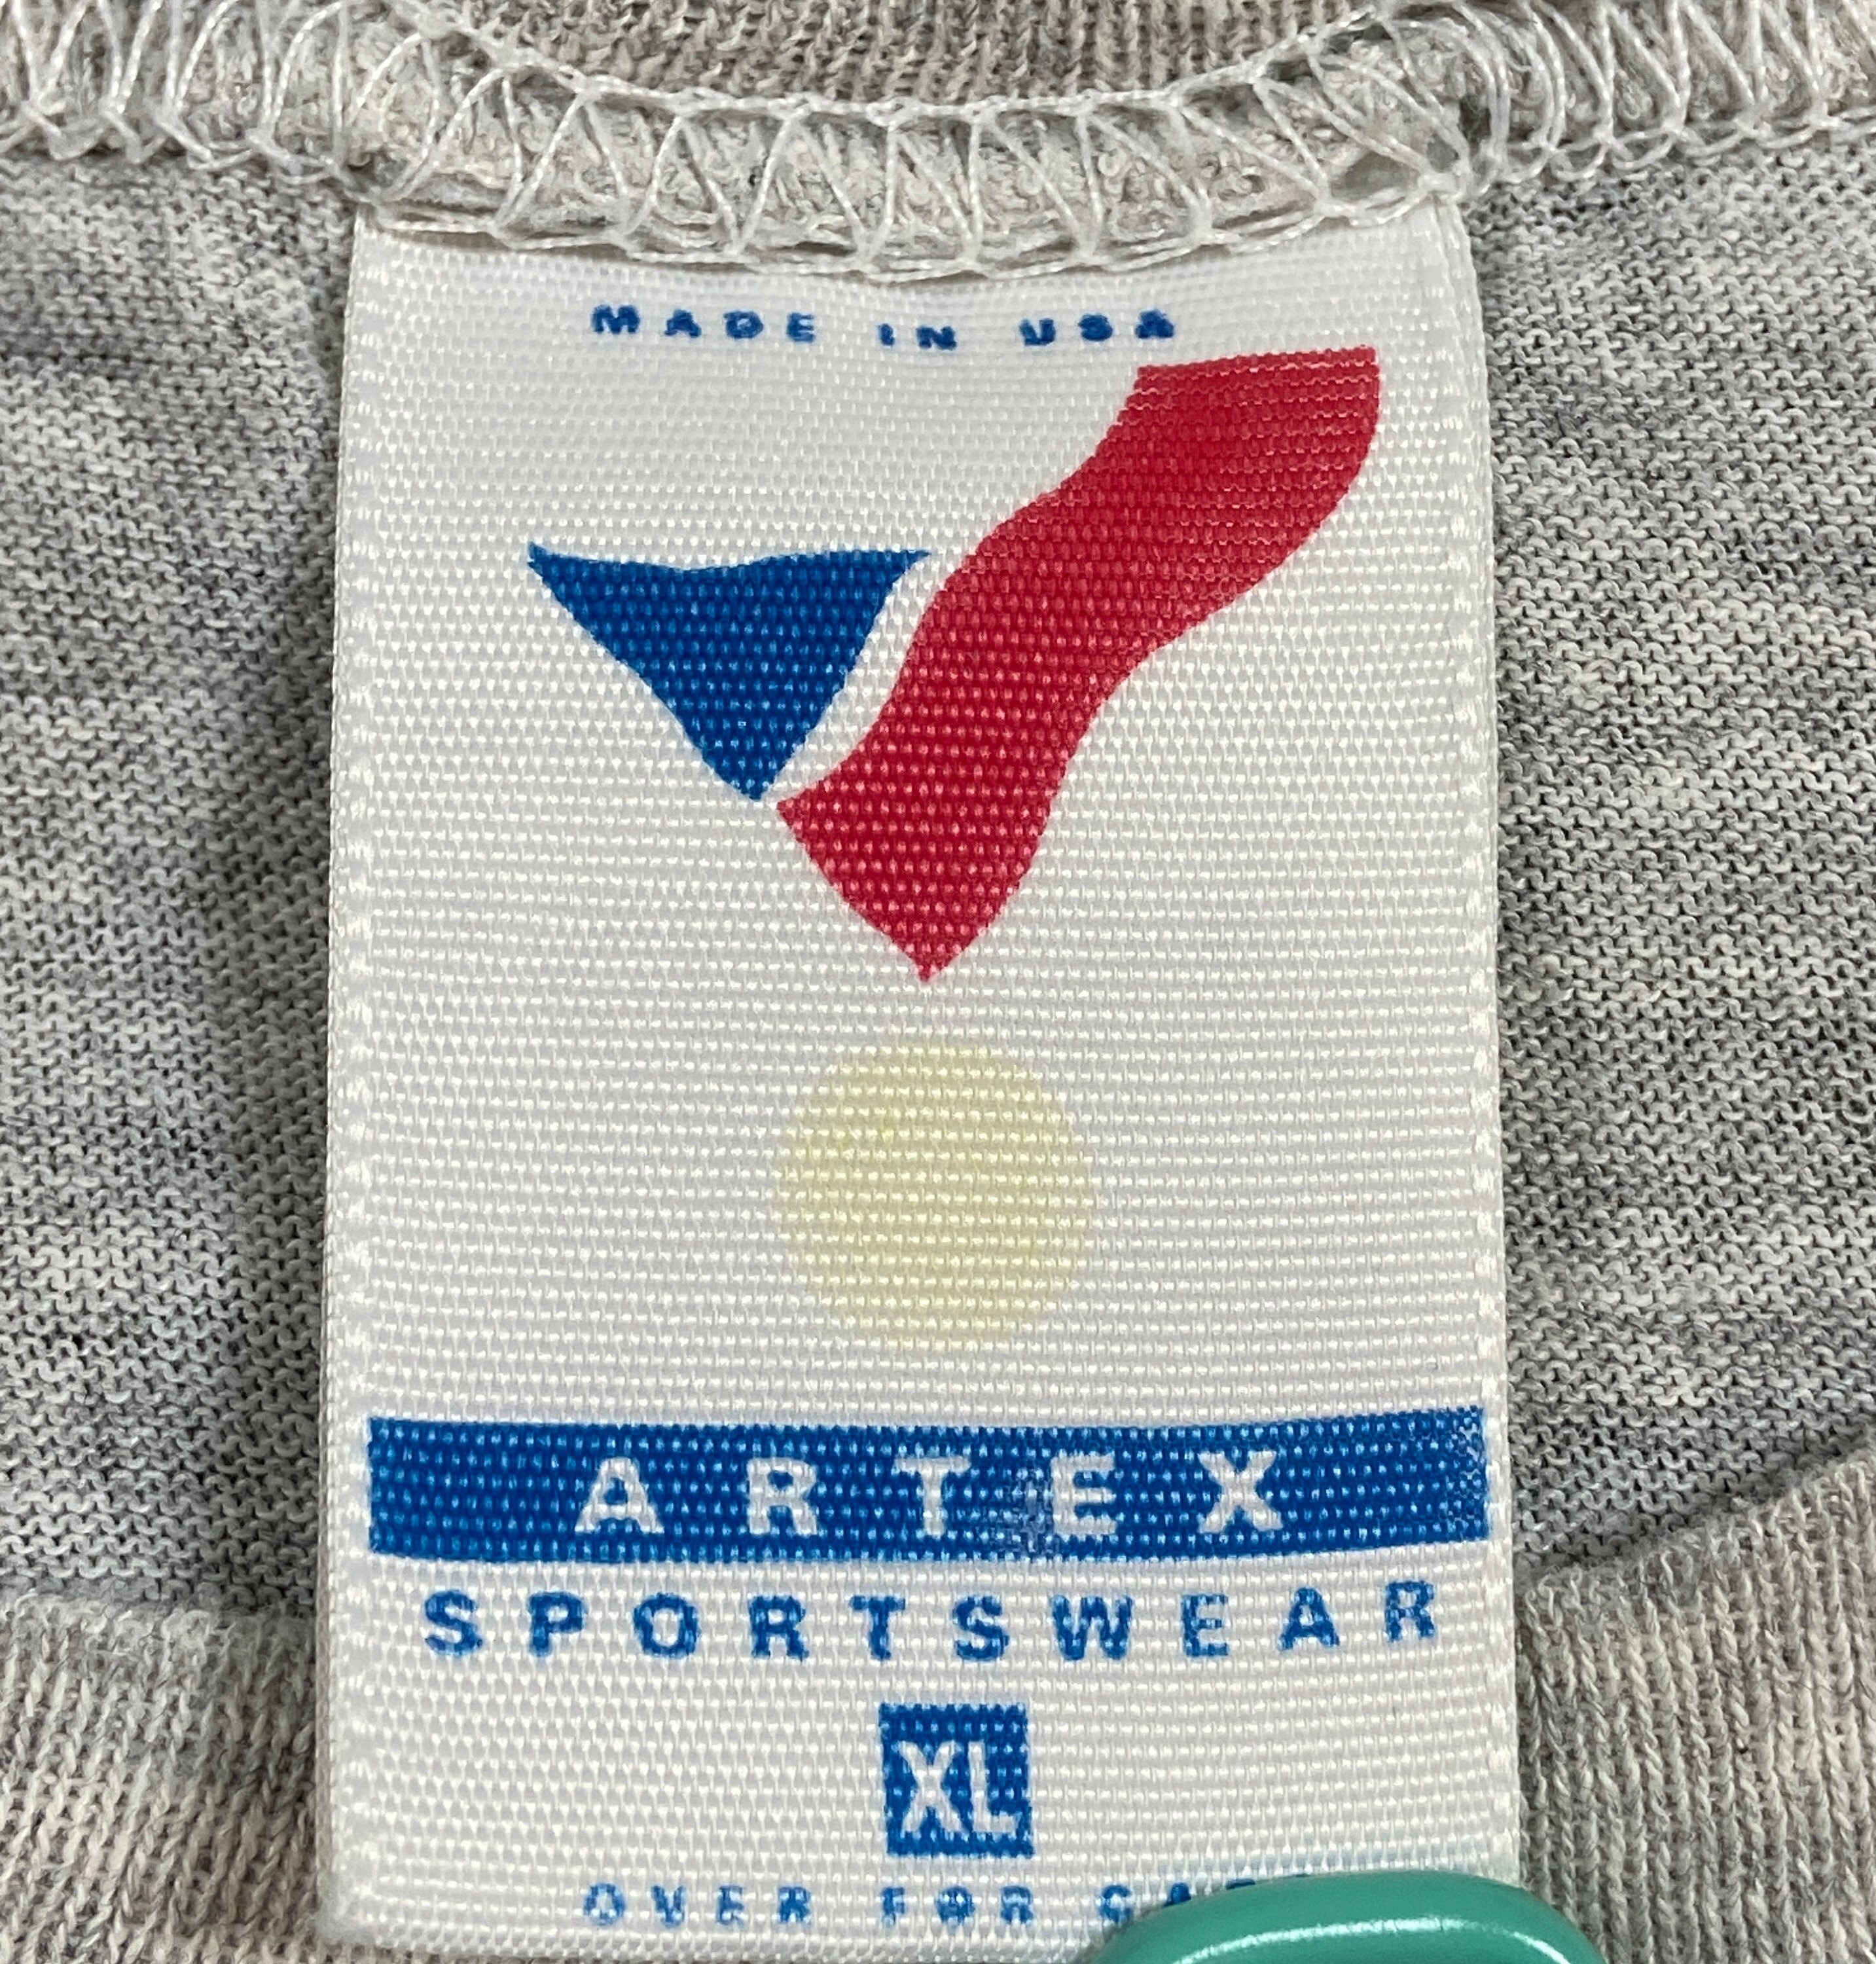 MADE IN USA
ARTEX
SPORTSWEAR
XL
OVER FOR